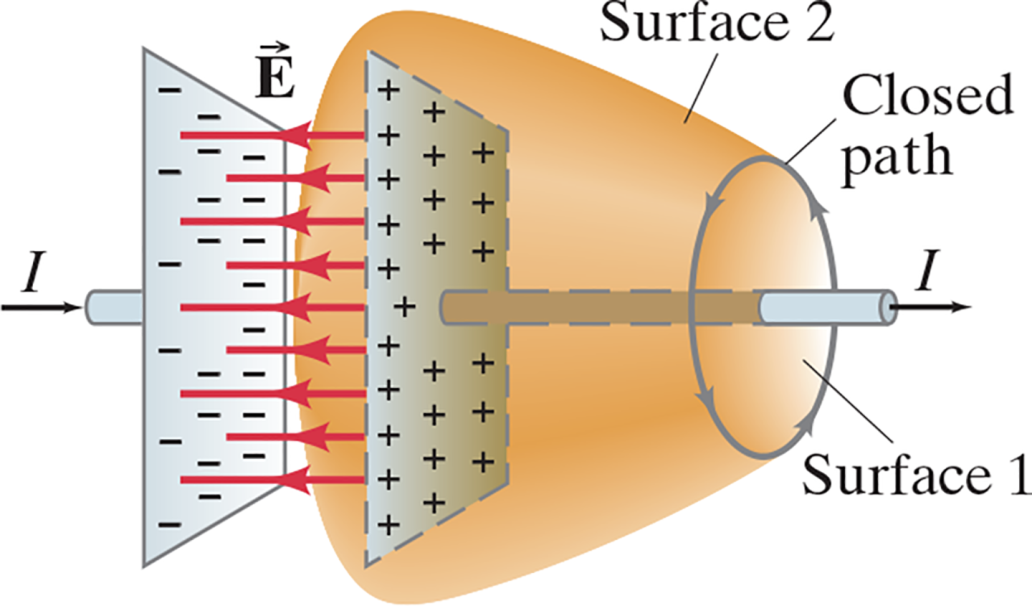 Surface 2
E⃗
Closed
path
I
I
Surface 1